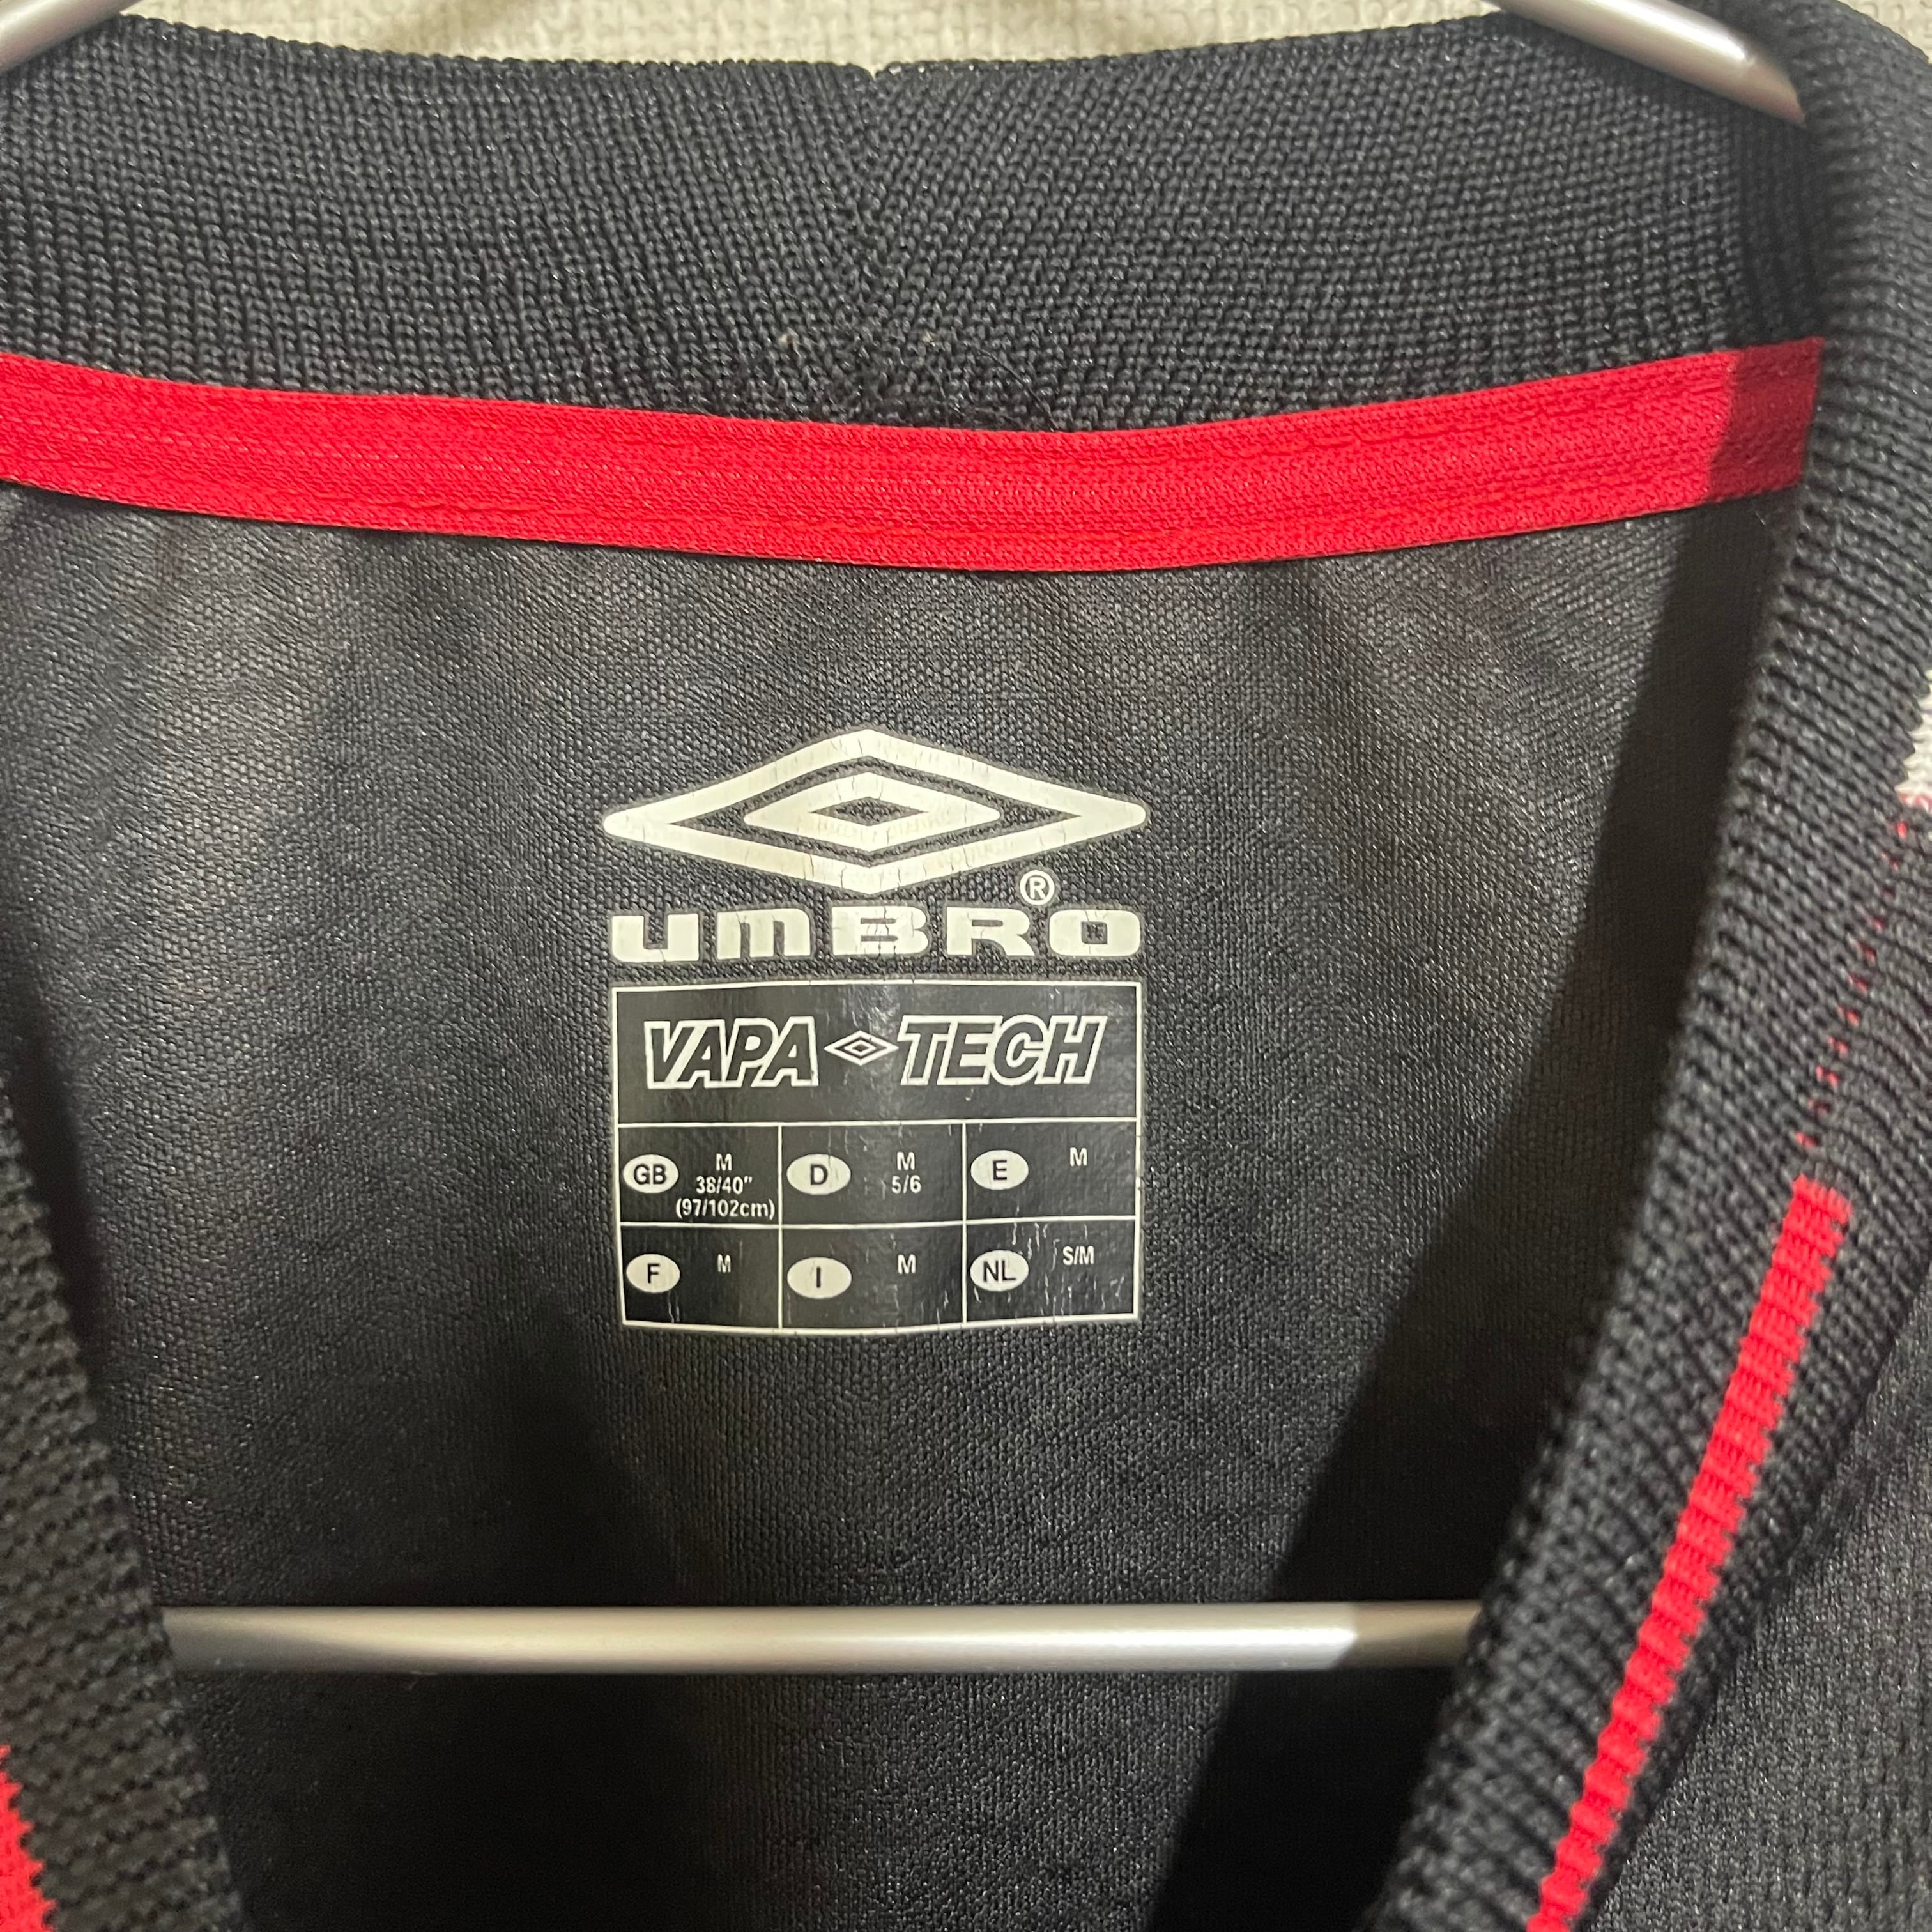 ®
UMBRO
VAPA TECH
GB M 38/40" (97/102cm)
D M 5/6
E M
F M
I M
NL S/M